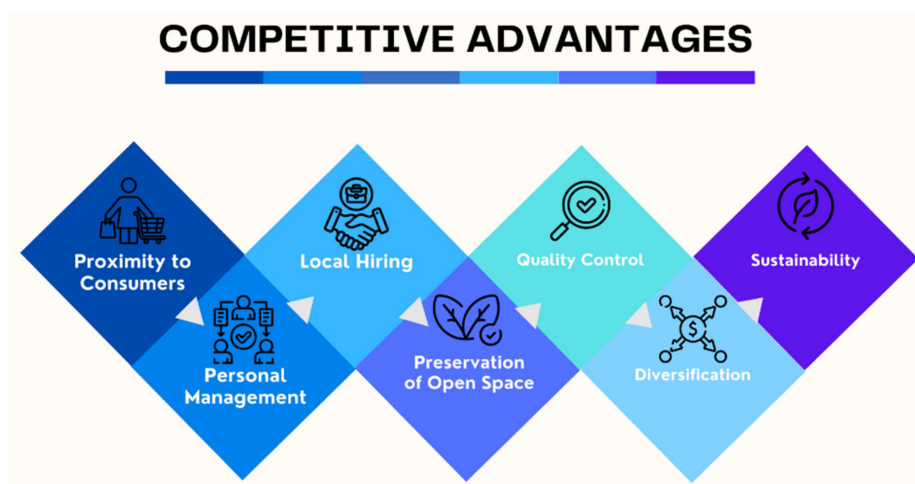 COMPETITIVE ADVANTAGES
Proximity to
Consumers
Personal
Management
Local Hiring
Preservation
of Open Space
Quality Control
$
Diversification
Sustainability